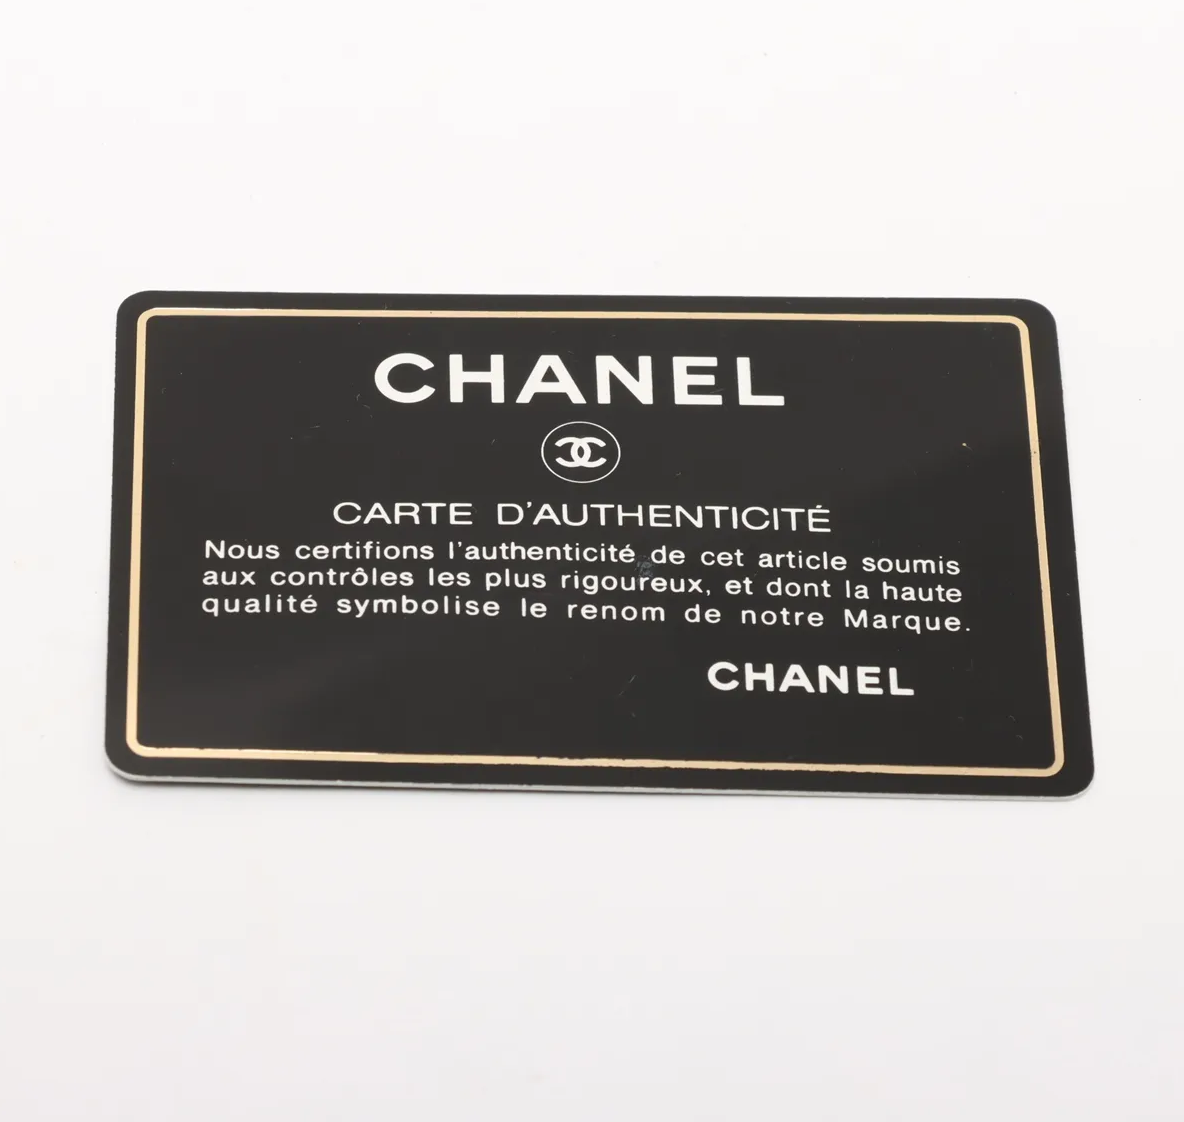 CHANEL
CARTE D'AUTHENTICITÉ
Nous certifions l'authenticité de cet article soumis
aux contrôles les plus rigoureux, et dont la haute
qualité symbolise le renom de notre Marque.
CHANEL